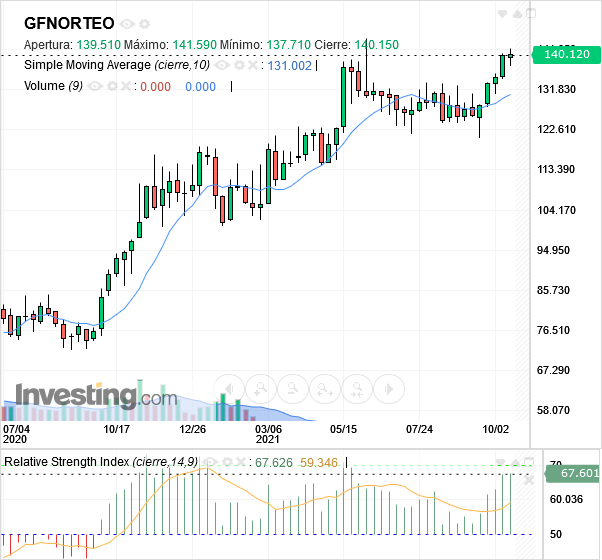 GFNORTEO
Apertura: 139.510 Máximo: 141.590 Mínimo: 137.710 Cierre: 140.150
Simple Moving Average (cierre,10) : 131.002
Volume (9) 0.000 0.000
140.120
131.830
122.610
113.390
104.170
94.950
85.730
76.510
67.290
58.070
Investing.com
07/04 10/17 12/26 03/06 05/15 07/24 10/02
2020 2021
Relative Strength Index (cierre,14,9) : 67.626 59.346
70
67.601
60.036
50